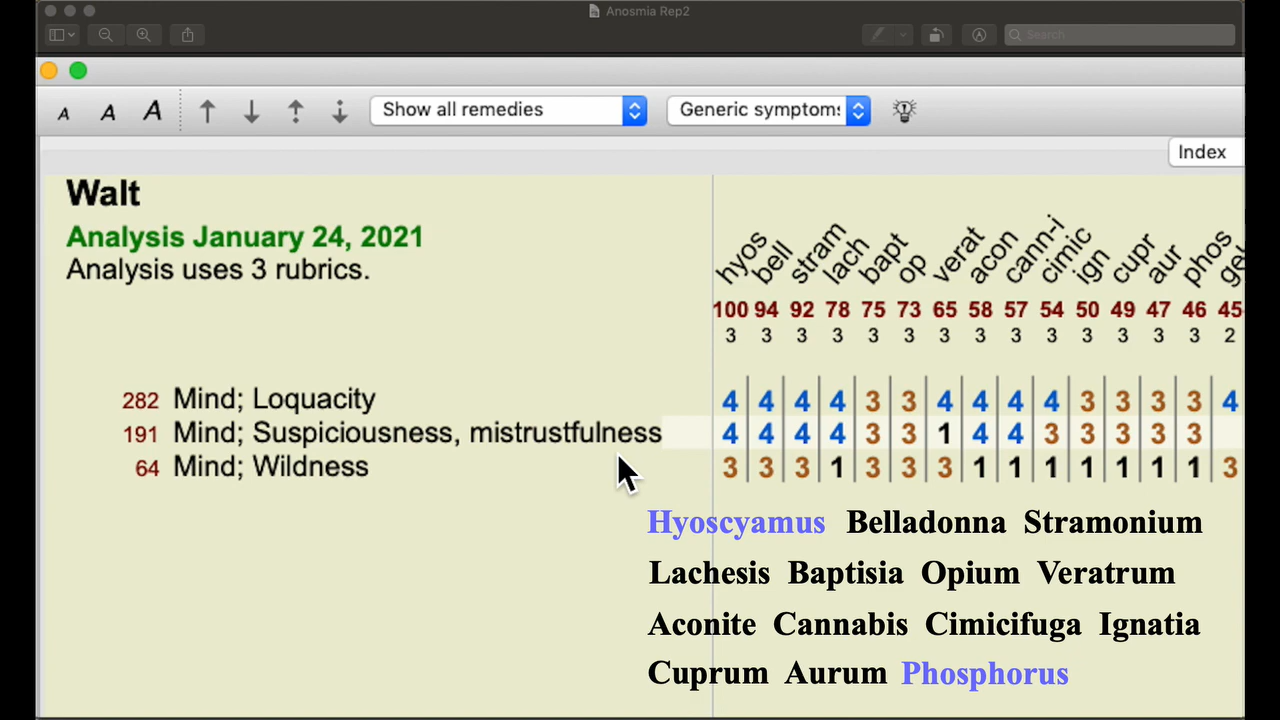 Anosmia Rep2
Search
A A A Show all remedies Generic symptom
Index
Walt
Analysis January 24, 2021
Analysis uses 3 rubrics.
hyos bell stram lach bapt op verat acon cann-i cimic ign cupr aur phos
100 94 92 78 75 73 65 58 57 54 50 49 47 46 45
3 3 3 3 3 3 3 3 3 3 3 3 3 3 2
282 Mind; Loquacity 4 4 4 4 3 3 4 4 4 4 3 3 3 3 4
191 Mind; Suspiciousness, mistrustfulness 4 4 4 4 3 3 1 4 4 3 3 3 3 3
64 Mind; Wildness 3 3 3 1 3 3 3 1 1 1 1 1 1 1 3
Hyoscyamus Belladonna Stramonium
Lachesis Baptisia Opium Veratrum
Aconite Cannabis Cimicifuga Ignatia
Cuprum Aurum Phosphorus